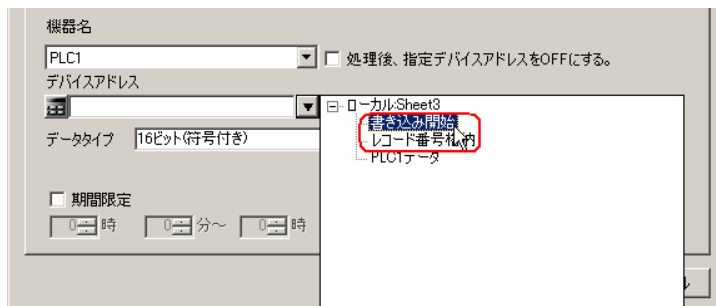 機器名
PLC1
処理後、指定デバイスアドレスをOFFにする。
デバイスアドレス
ローカル:Sheet3
書き込み開始
データタイプ 16ビット(符号付き)
レコード番号格納
PLC1データ
期間限定
0 時 0 分~ 0 時
ル